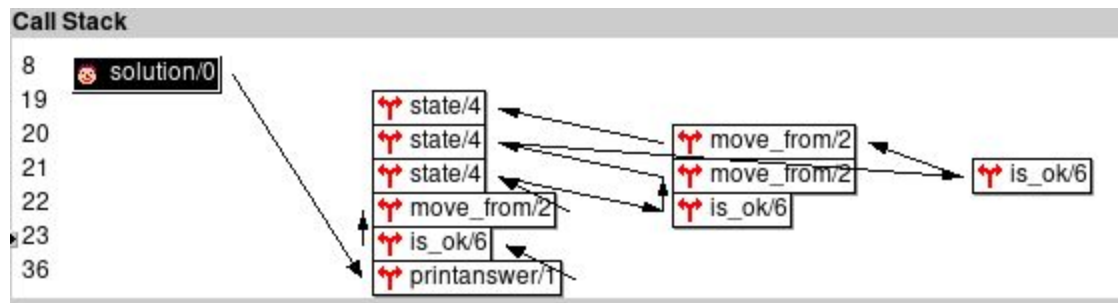 Call Stack
8 solution/0
19 state/4
20 state/4 move_from/2
21 state/4 move_from/2 is_ok/6
22 move_from/2 is_ok/6
23 is_ok/6
36 printanswer/1